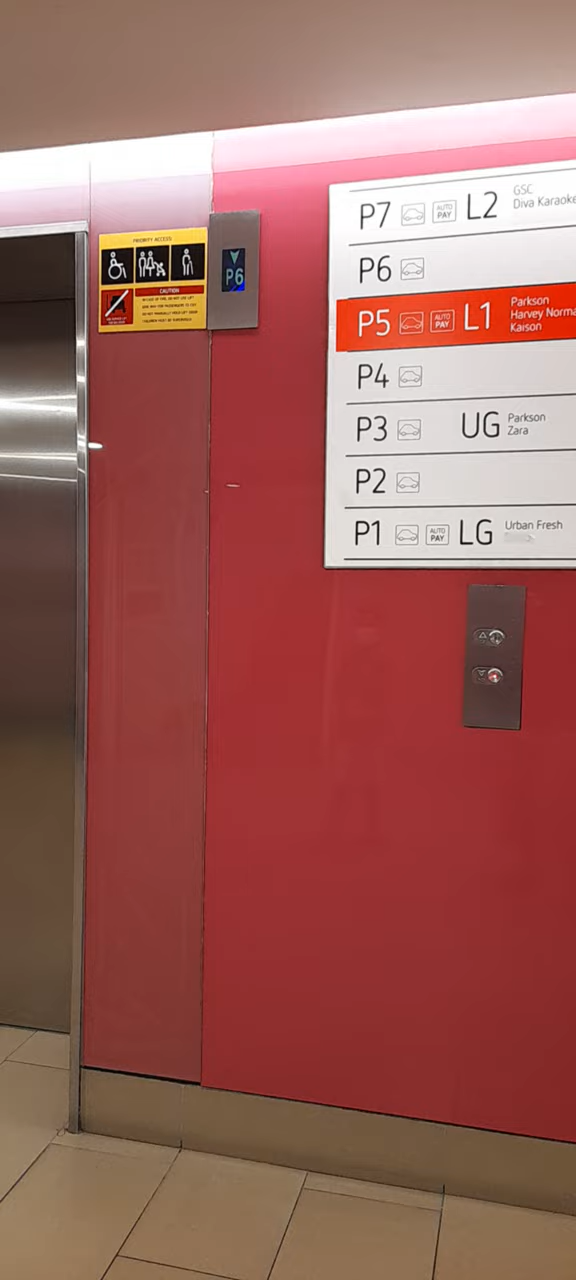 PRIORITY ACCESS
CAUTION
P6
P7 AUTO PAY L2 GSC
Diva Karaoke
P6
P5 AUTO PAY L1 Parkson
Harvey Norma
Kaison
P4
P3 UG Parkson
Zara
P2
P1 AUTO PAY LG Urban Fresh